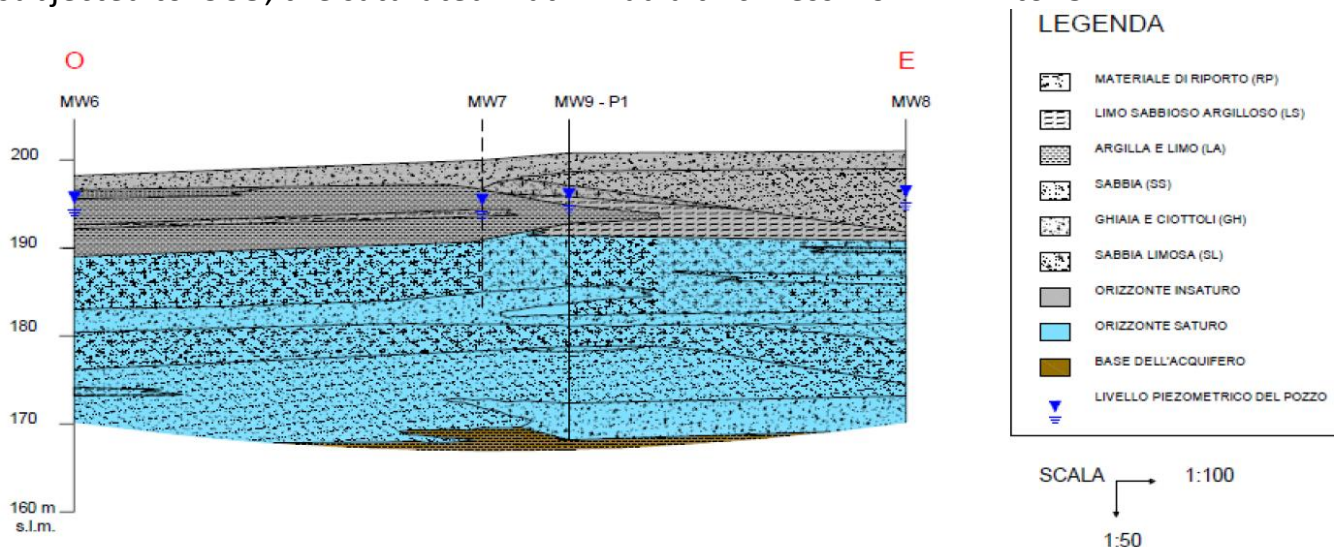 O
E
MW6
MW7
MW9 - P1
MW8
200
190
180
170
160 m
s.l.m.
LEGENDA
MATERIALE DI RIPORTO (RP)
LIMO SABBIOSO ARGILLOSO (LS)
ARGILLA E LIMO (LA)
SABBIA (SS)
GHIAIA E CIOTTOLI (GH)
SABBIA LIMOSA (SL)
ORIZZONTE INSATURO
ORIZZONTE SATURO
BASE DELL'ACQUIFERO
LIVELLO PIEZOMETRICO DEL POZZO
SCALA
1:100
1:50